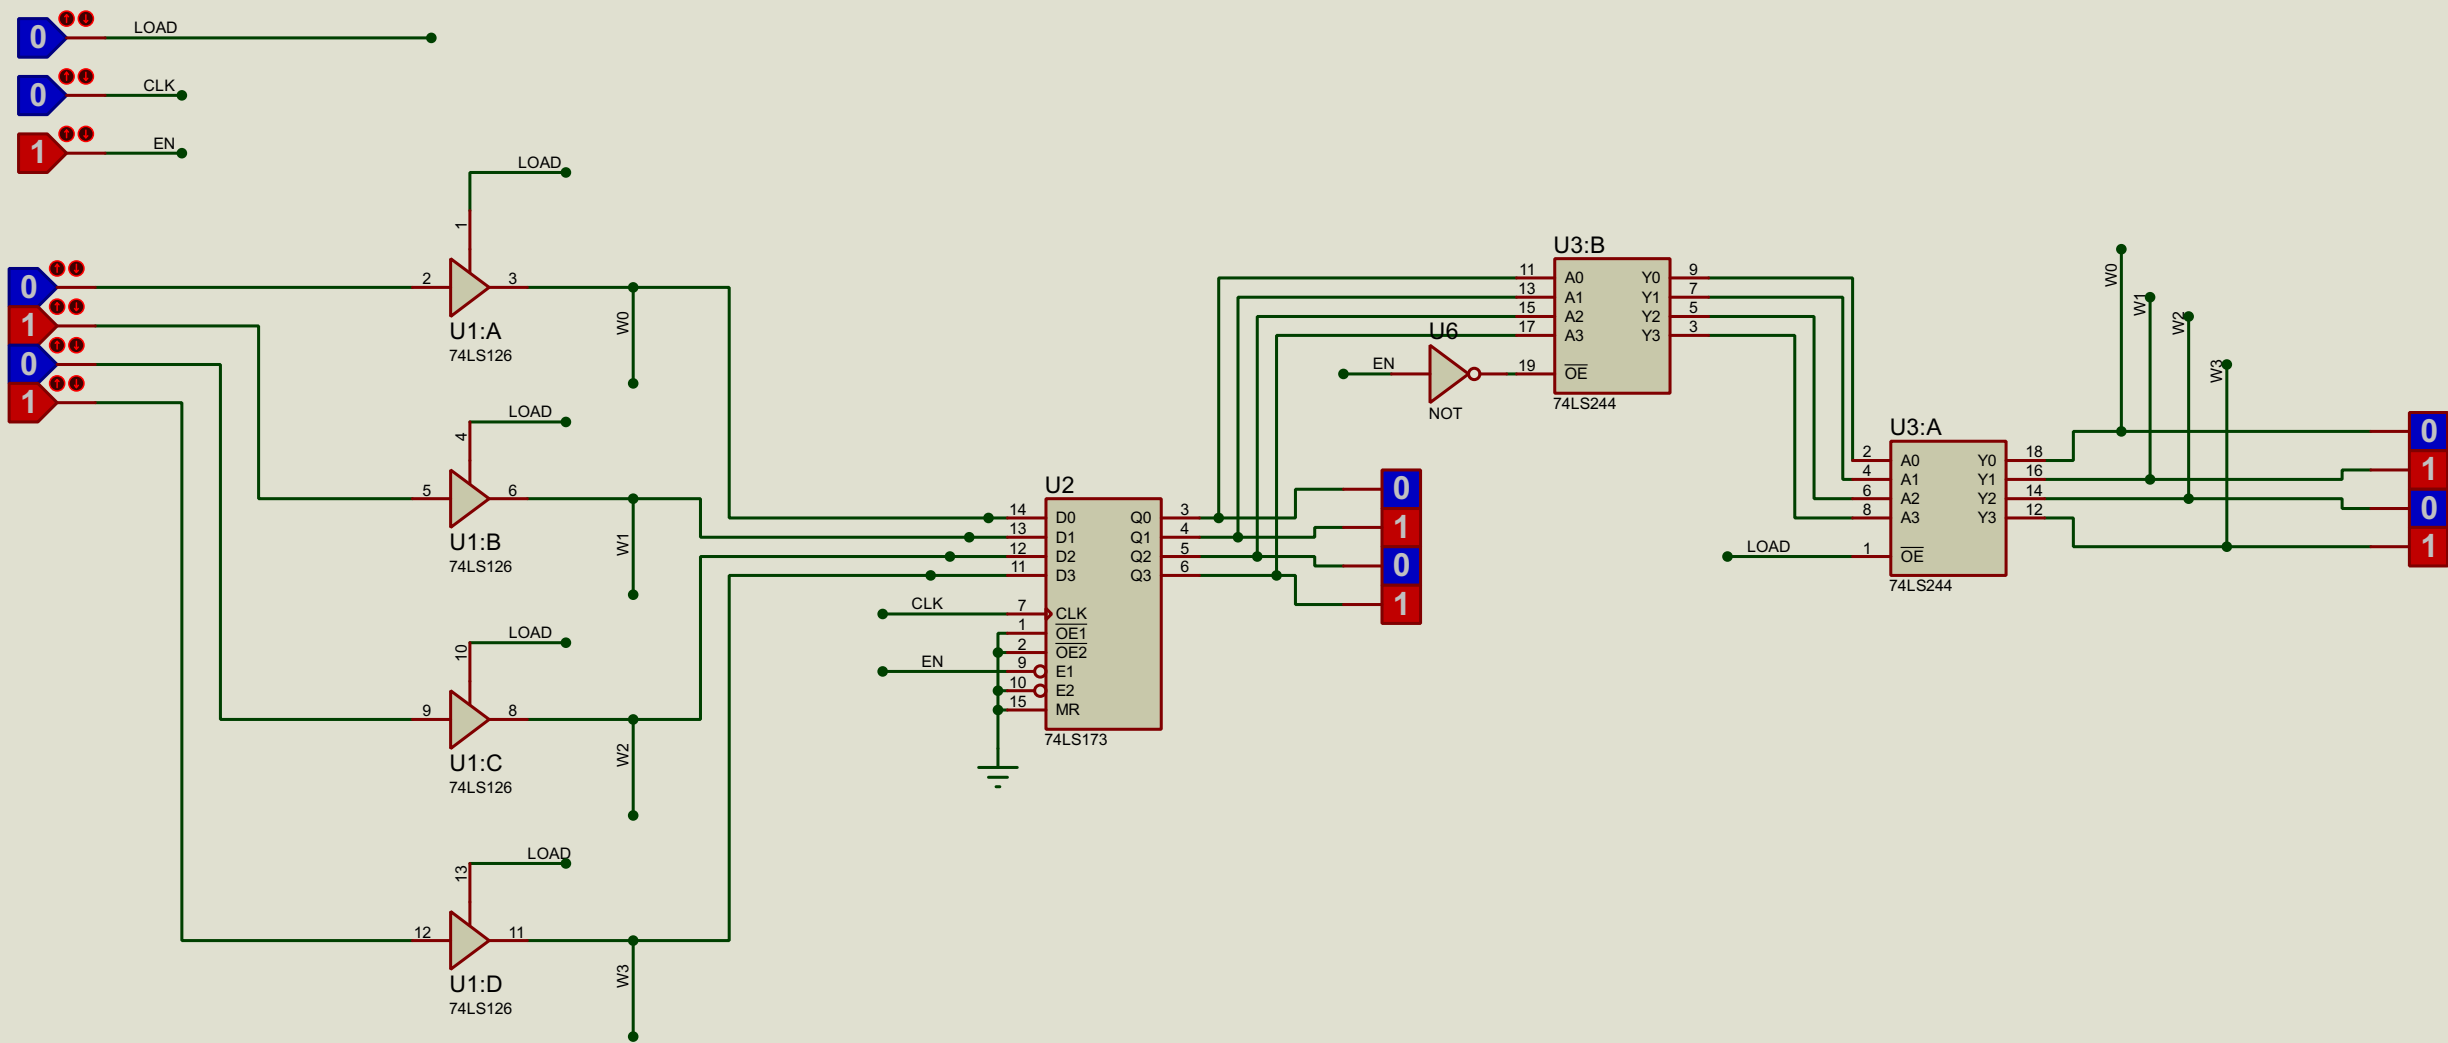 0 LOAD
0 CLK
1 EN
0
1
0
1
LOAD
1
2 3
U1:A
74LS126
W0
LOAD
4
5 6
U1:B
74LS126
W1
LOAD
10
9 8
U1:C
74LS126
W2
LOAD
13
12 11
U1:D
74LS126
W3
U2
14 D0 Q0 3
13 D1 Q1 4
12 D2 Q2 5
11 D3 Q3 6
CLK 7 CLK
1 OE1
2 OE2
EN 9 E1
10 E2
15 MR
74LS173
0
1
0
1
U6
EN
NOT
U3:B
11 A0 Y0 9
13 A1 Y1 7
15 A2 Y2 5
17 A3 Y3 3
19 OE
74LS244
U3:A
2 A0 Y0 18
4 A1 Y1 16
6 A2 Y2 14
8 A3 Y3 12
LOAD 1 OE
74LS244
W0
W1
W2
W3
0
1
0
1